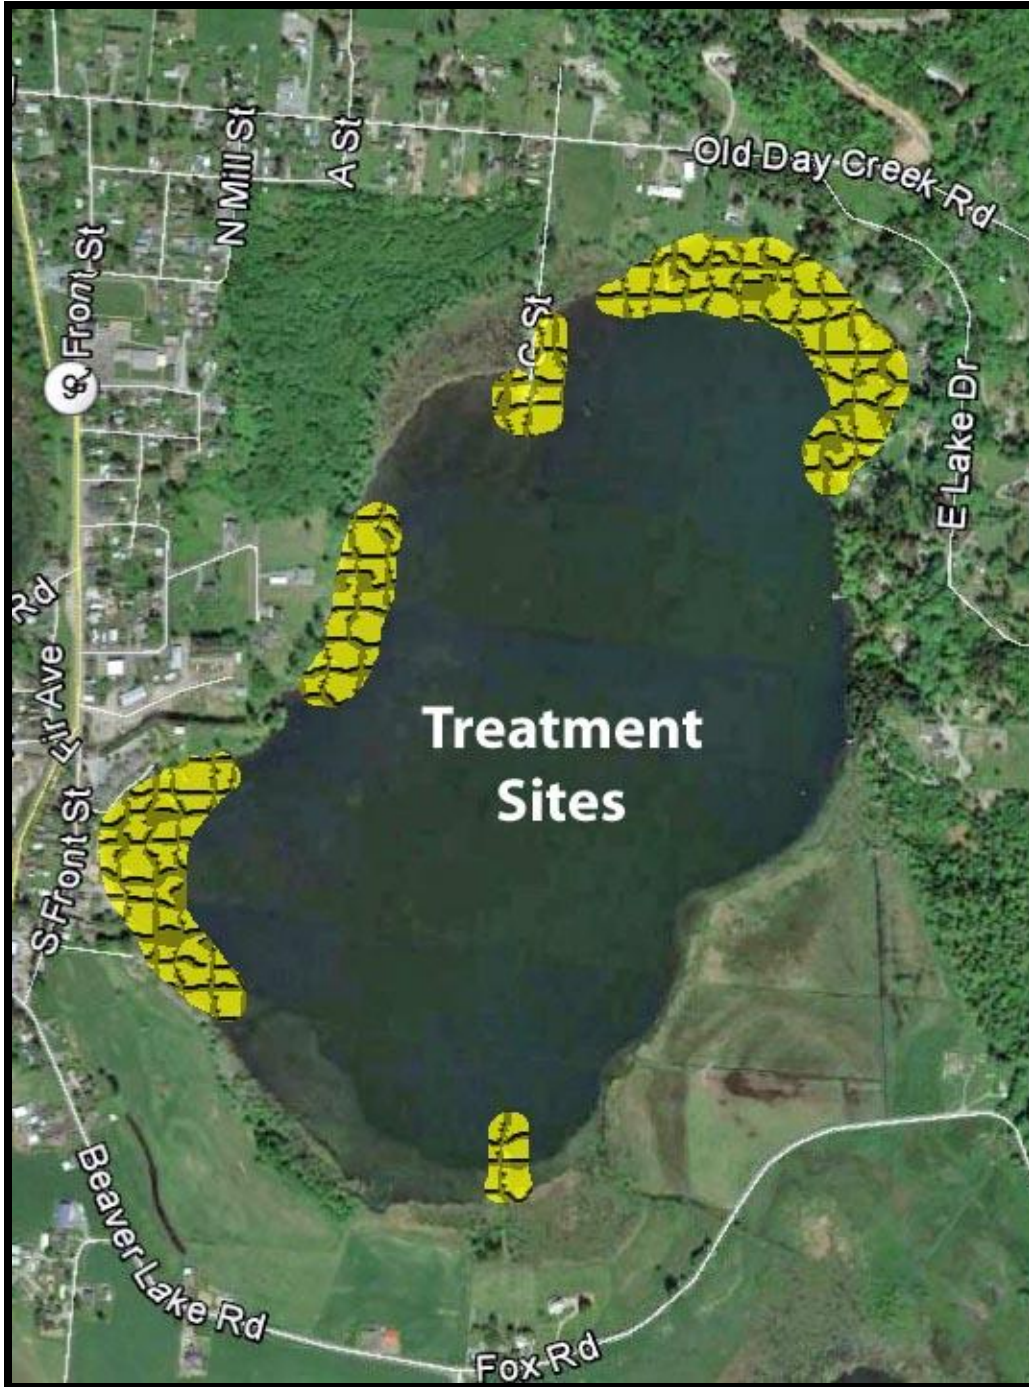 Old Day Creek Rd
N Mill St
A St
Front St
C St
E Lake Dr
Rd
Fir Ave
Treatment
Sites
S Front St
Beaver Lake Rd
Fox Rd